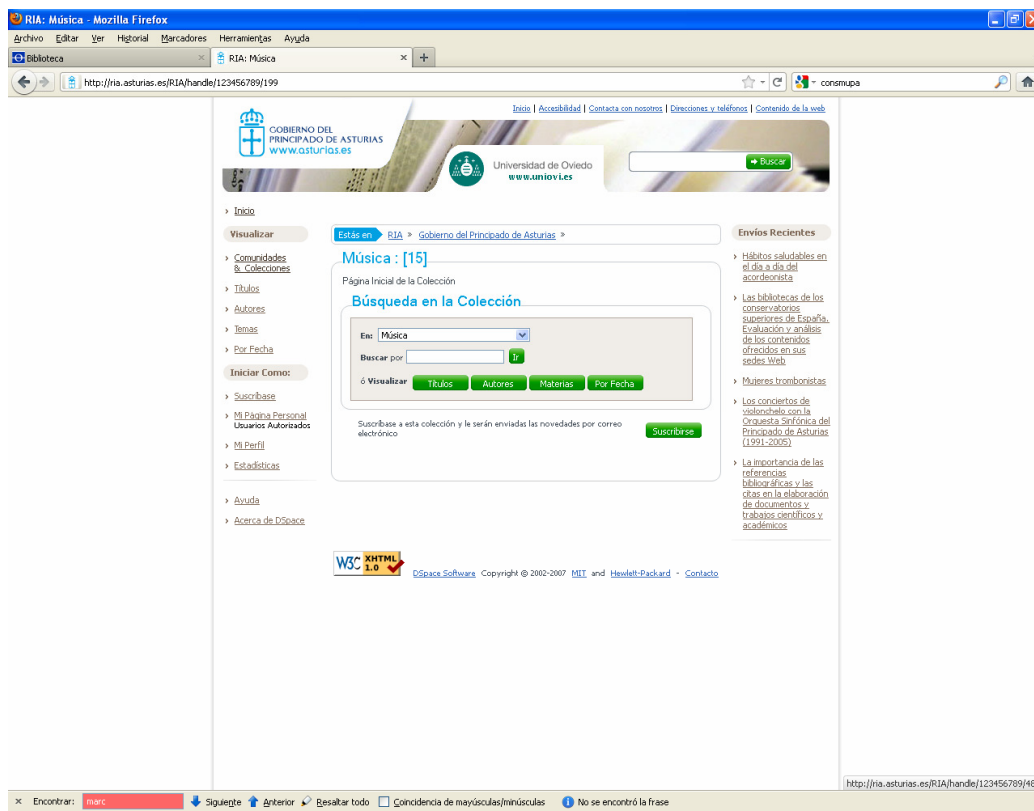 RIA: Música - Mozilla Firefox
Archivo Editar Ver Historial Marcadores Herramientas Ayuda
Biblioteca
RIA: Música
http://ria.asturias.es/RIA/handle/123456789/199
consmupa
Inicio | Accesibilidad | Contacta con nosotros | Direcciones y teléfonos | Contenido de la web
GOBIERNO DEL
PRINCIPADO DE ASTURIAS
www.asturias.es
Universidad de Oviedo
www.uniovi.es
Buscar
Inicio
Visualizar
Comunidades
& Colecciones
Títulos
Autores
Temas
Por Fecha
Iniciar Como:
Suscríbase
Mi Página Personal
Usuarios Autorizados
Mi Perfil
Estadísticas
Ayuda
Acerca de DSpace
Estás en RIA > Gobierno del Principado de Asturias >
Música : [15]
Página Inicial de la Colección
Búsqueda en la Colección
En: Música
Buscar por Ir
ó Visualizar Títulos Autores Materias Por Fecha
Suscríbase a esta colección y le serán enviadas las novedades por correo
electrónico
Suscribirse
Envíos Recientes
Hábitos saludables en
el día a día del
acordeonista
Las bibliotecas de los
conservatorios
superiores de España.
Evaluación y análisis
de los contenidos
ofrecidos en sus
sedes Web
Mujeres trombonistas
Los conciertos de
violonchelo con la
Orquesta Sinfónica del
Principado de Asturias
(1991-2005)
La importancia de las
referencias
bibliográficas y las
citas en la elaboración
de documentos y
trabajos científicos y
académicos
W3C XHTML
1.0
DSpace Software Copyright © 2002-2007 MIT and Hewlett-Packard - Contacto
http://ria.asturias.es/RIA/handle/123456789/48
Encontrar: marc Siguiente Anterior Resaltar todo Coincidencia de mayúsculas/minúsculas No se encontró la frase